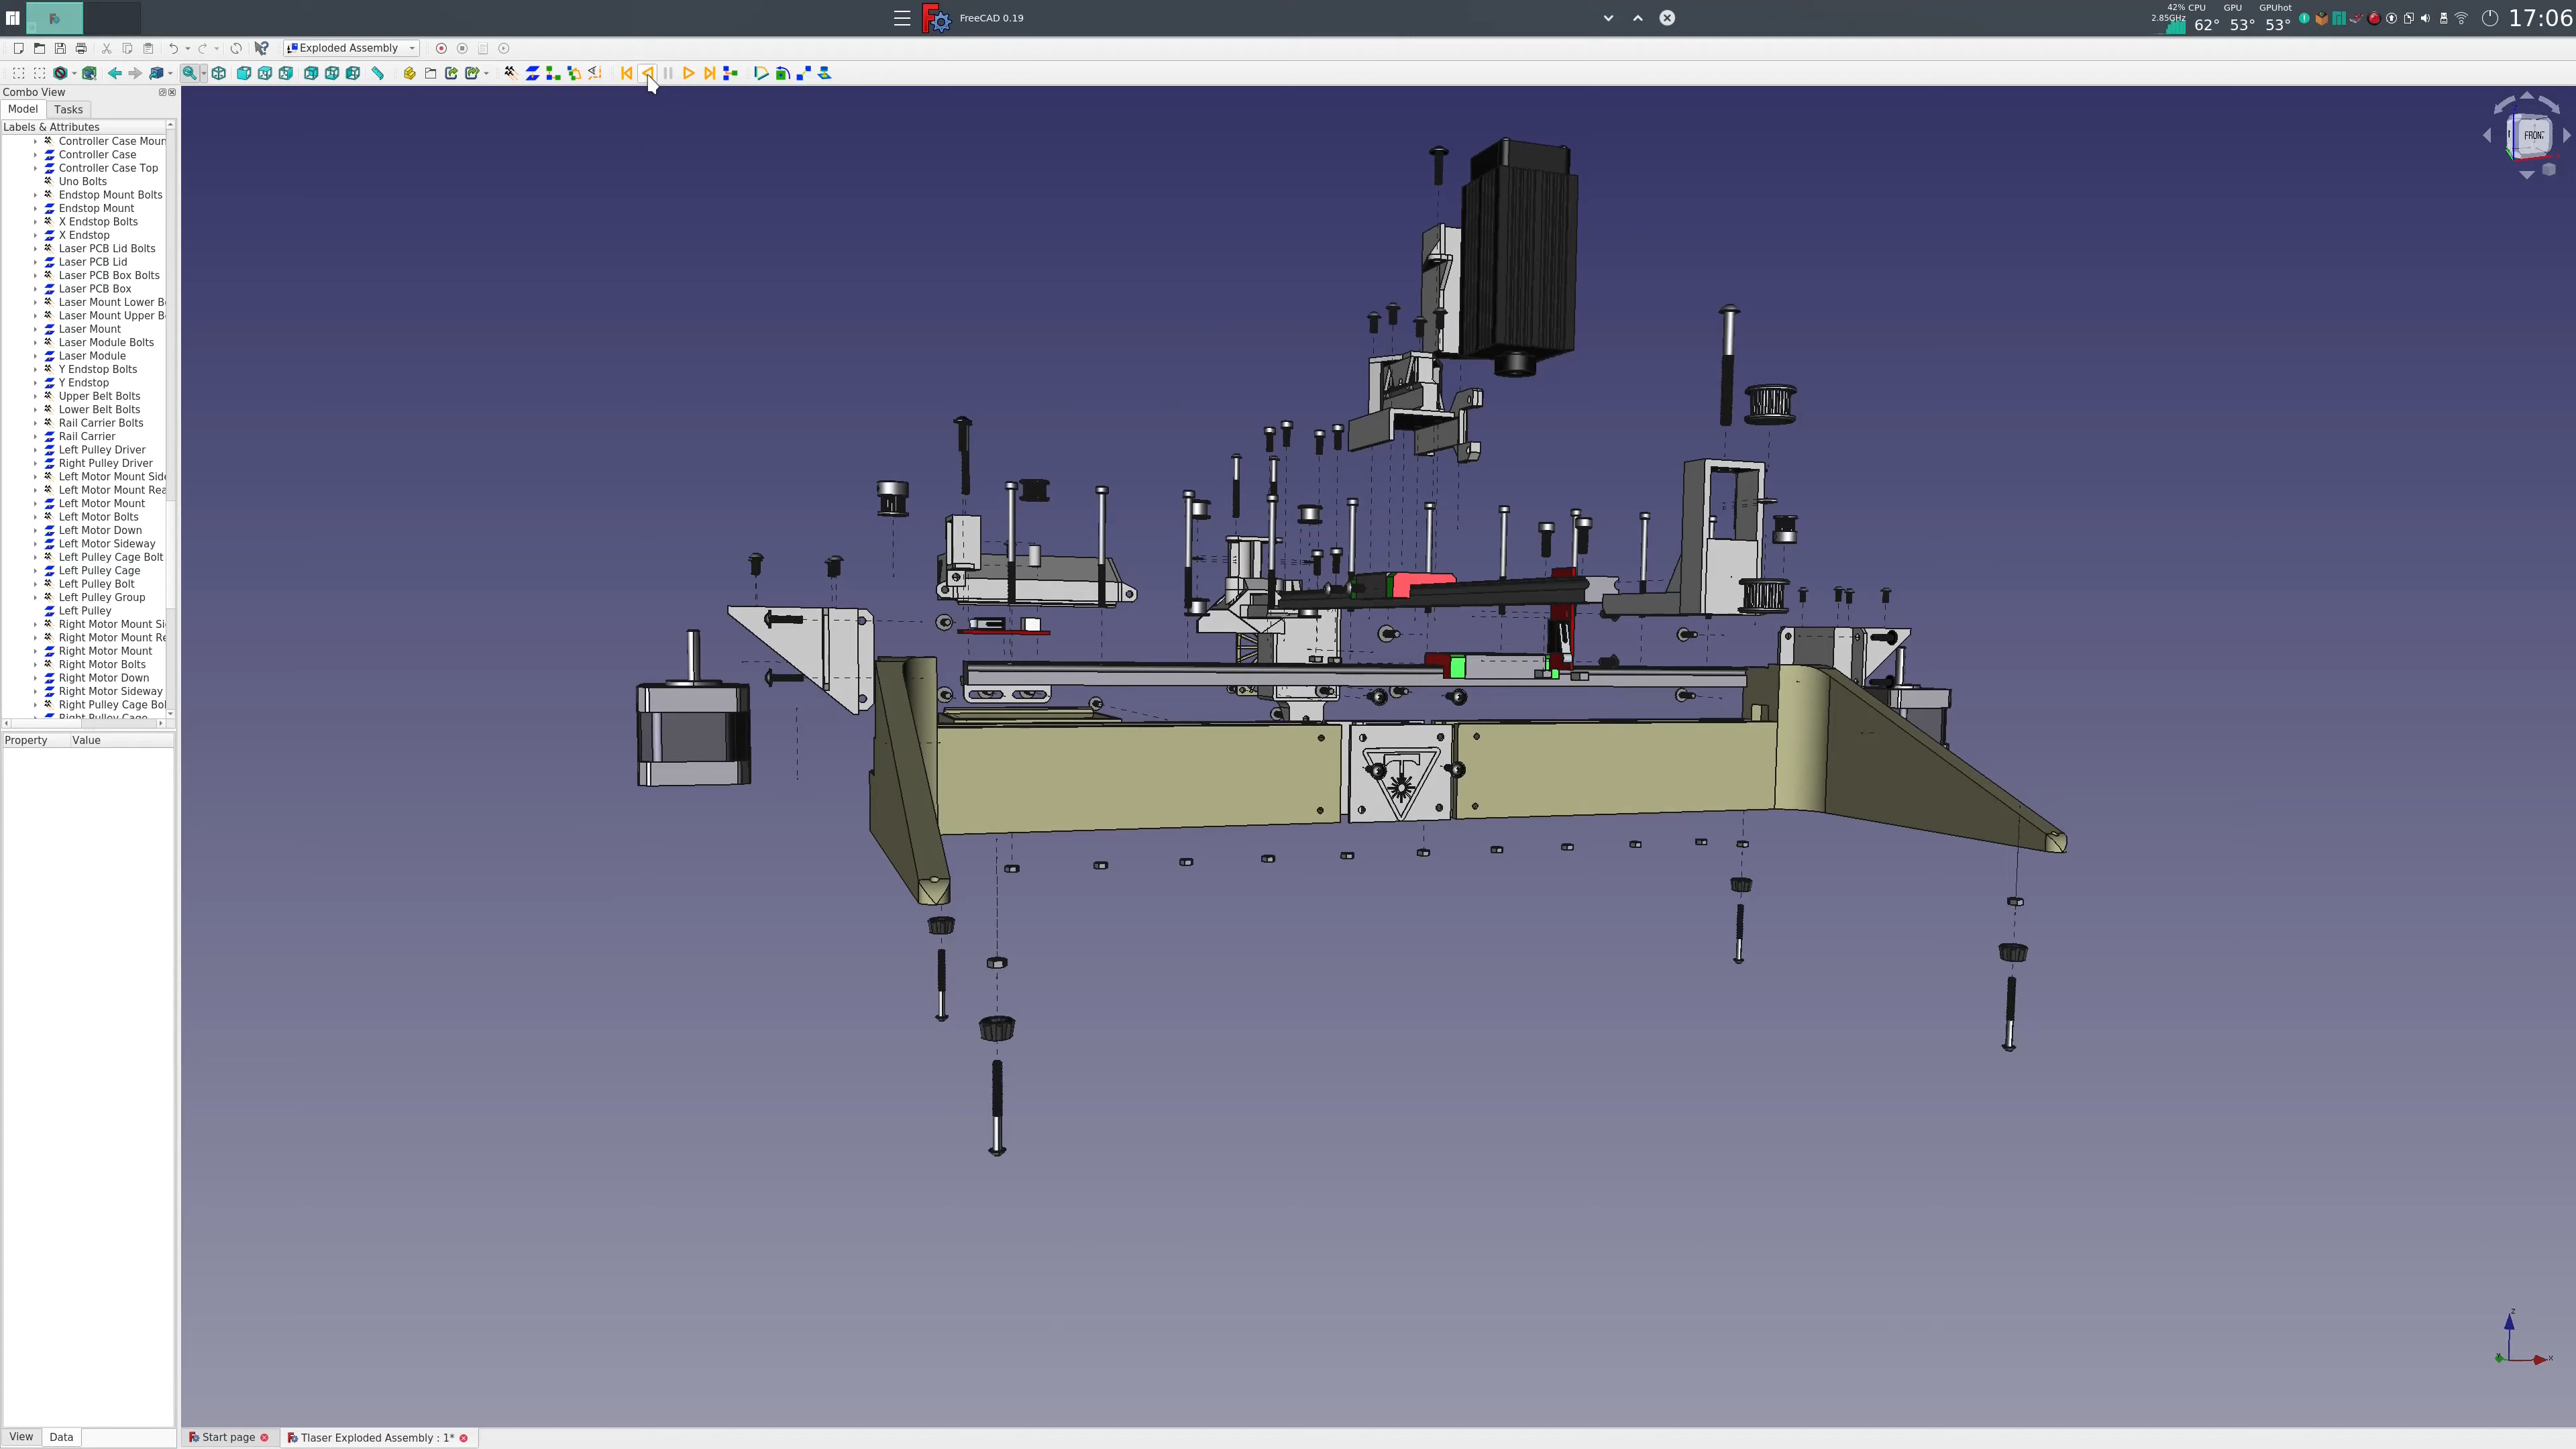 FreeCAD 0.19
42% CPU GPU GPUhot
2.85GHz 62° 53° 53° 17:06
Exploded Assembly
Combo View
Model Tasks
Labels & Attributes
Controller Case Moun
Controller Case
Controller Case Top
Uno Bolts
Endstop Mount Bolts
Endstop Mount
X Endstop Bolts
X Endstop
Laser PCB Lid Bolts
Laser PCB Lid
Laser PCB Box Bolts
Laser PCB Box
Laser Mount Lower B
Laser Mount Upper B
Laser Mount
Laser Module Bolts
Laser Module
Y Endstop Bolts
Y Endstop
Upper Belt Bolts
Lower Belt Bolts
Rail Carrier Bolts
Rail Carrier
Left Pulley Driver
Right Pulley Driver
Left Motor Mount Side
Left Motor Mount Rea
Left Motor Mount
Left Motor Bolts
Left Motor Down
Left Motor Sideway
Left Pulley Cage Bolt
Left Pulley Cage
Left Pulley Bolt
Left Pulley Group
Left Pulley
Right Motor Mount Si
Right Motor Mount Re
Right Motor Mount
Right Motor Bolts
Right Motor Down
Right Motor Sideway
Right Pulley Cage Bol
Right Pulley Cage
Property Value
FRONT
Z
X
View Data
Start page
Tlaser Exploded Assembly : 1*